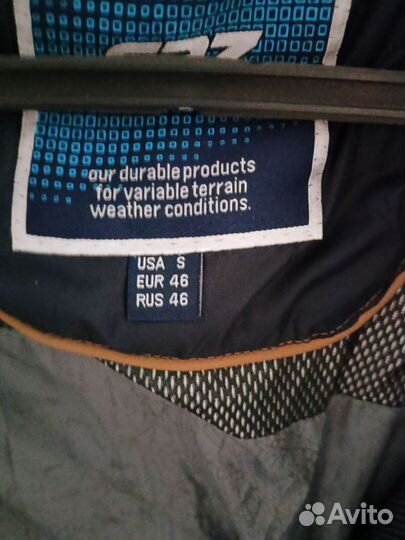 our durable products
for variable terrain
weather conditions.
USA S
EUR 46
RUS 46
Avito